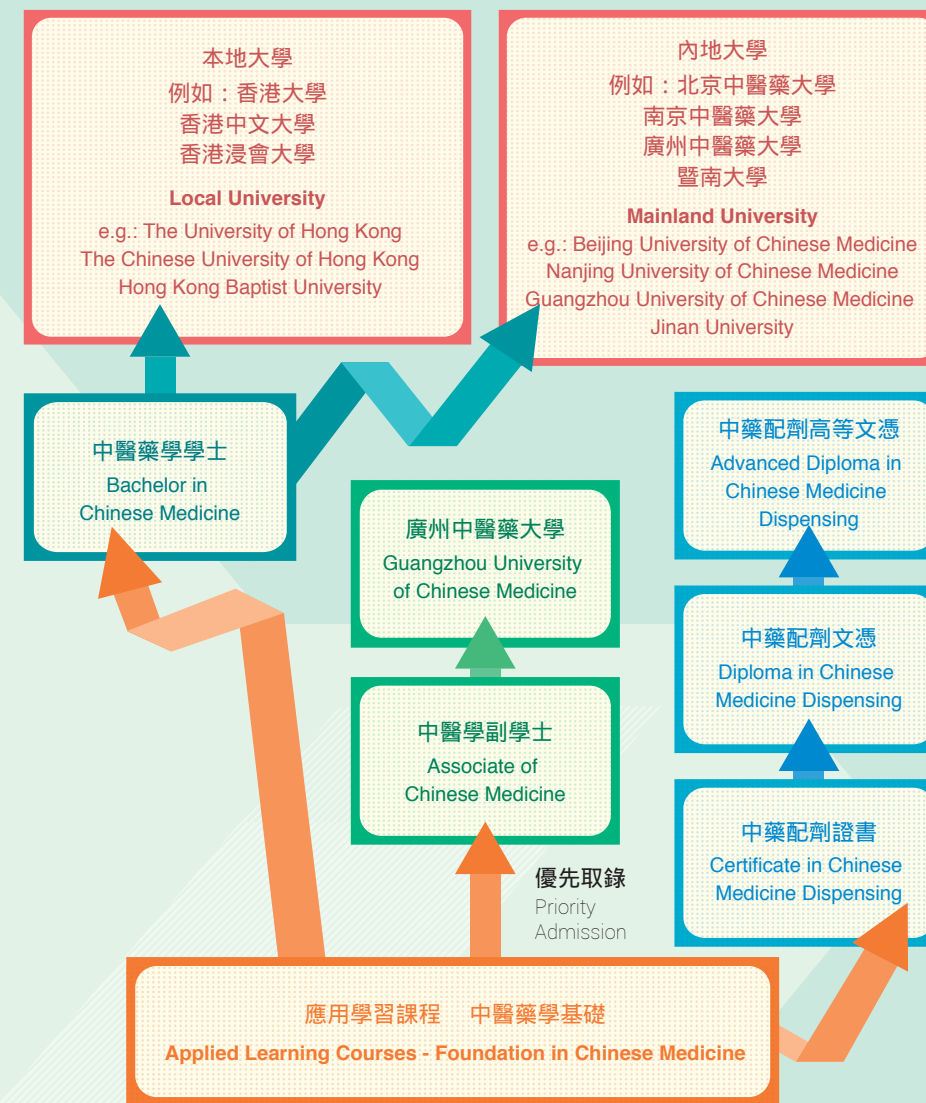 本地大學
例如：香港大學
香港中文大學
香港浸會大學
Local University
e.g.: The University of Hong Kong
The Chinese University of Hong Kong
Hong Kong Baptist University
內地大學
例如：北京中醫藥大學
南京中醫藥大學
廣州中醫藥大學
暨南大學
Mainland University
e.g.: Beijing University of Chinese Medicine
Nanjing University of Chinese Medicine
Guangzhou University of Chinese Medicine
Jinan University
中醫藥學學士
Bachelor in
Chinese Medicine
廣州中醫藥大學
Guangzhou University
of Chinese Medicine
中藥配劑高等文憑
Advanced Diploma in
Chinese Medicine
Dispensing
中藥配劑文憑
Diploma in Chinese
Medicine Dispensing
中醫學副學士
Associate of
Chinese Medicine
中藥配劑證書
Certificate in Chinese
Medicine Dispensing
優先取錄
Priority
Admission
應用學習課程 中醫藥學基礎
Applied Learning Courses - Foundation in Chinese Medicine